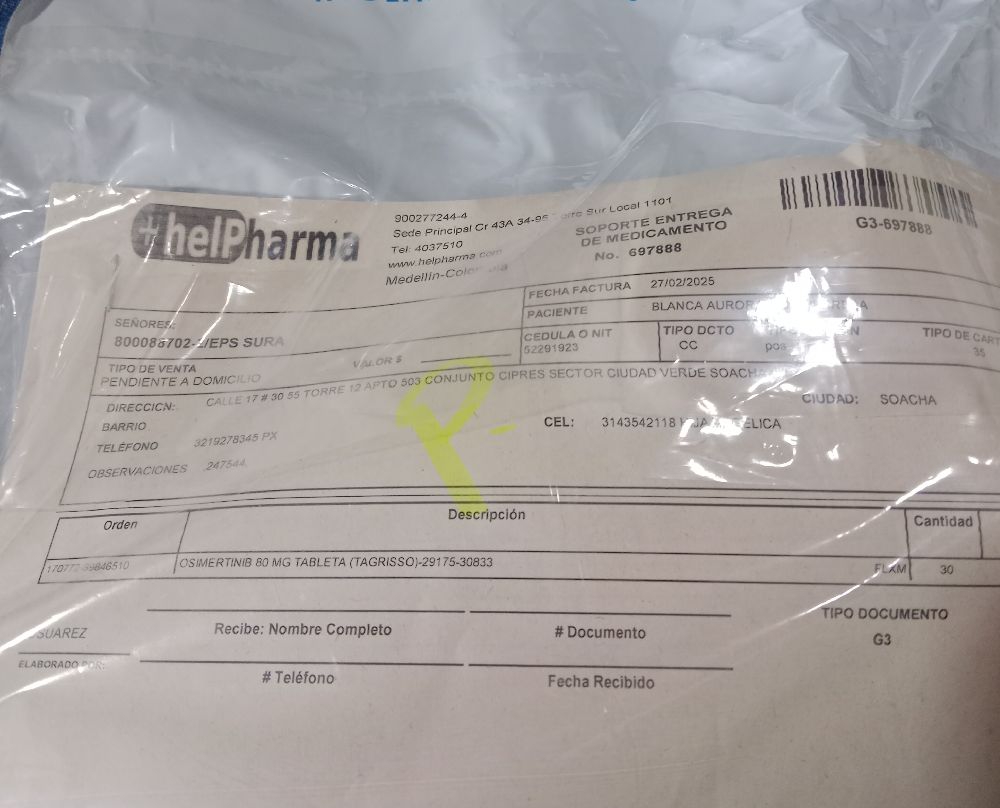 +helPharma
900277244-4
Sede Principal Cr 43A 34-95 Sur Local 1101
Tel: 4037510
www.helpharma.com
Medellín-Colombia
SOPORTE ENTREGA
DE MEDICAMENTO
No. 697888
G3-697888
FECHA FACTURA 27/02/2025
PACIENTE BLANCA
SEÑORES:
800088702-2/EPS SURA
CEDULA O NIT
52291923
TIPO DCTO
CC
TIPO DE CART
35
TIPO DE VENTA
PENDIENTE A DOMICILIO
VALOR $
DIRECCICN: CALLE 17 # 30 55 TORRE 12 APTO 503 CONJUNTO CIPRES SECTOR CIUDAD VERDE SOACHA
BARRIO
CIUDAD: SOACHA
TELÉFONO 3219278345 PX
CEL: 3143542118
OBSERVACIONES 247544
P-
Orden Descripción Cantidad
OSIMERTINIB 80 MG TABLETA (TAGRISSO)-29175-30833 30
SUAREZ
ELABORADO POR:
Recibe: Nombre Completo # Documento
TIPO DOCUMENTO
G3
# Teléfono Fecha Recibido